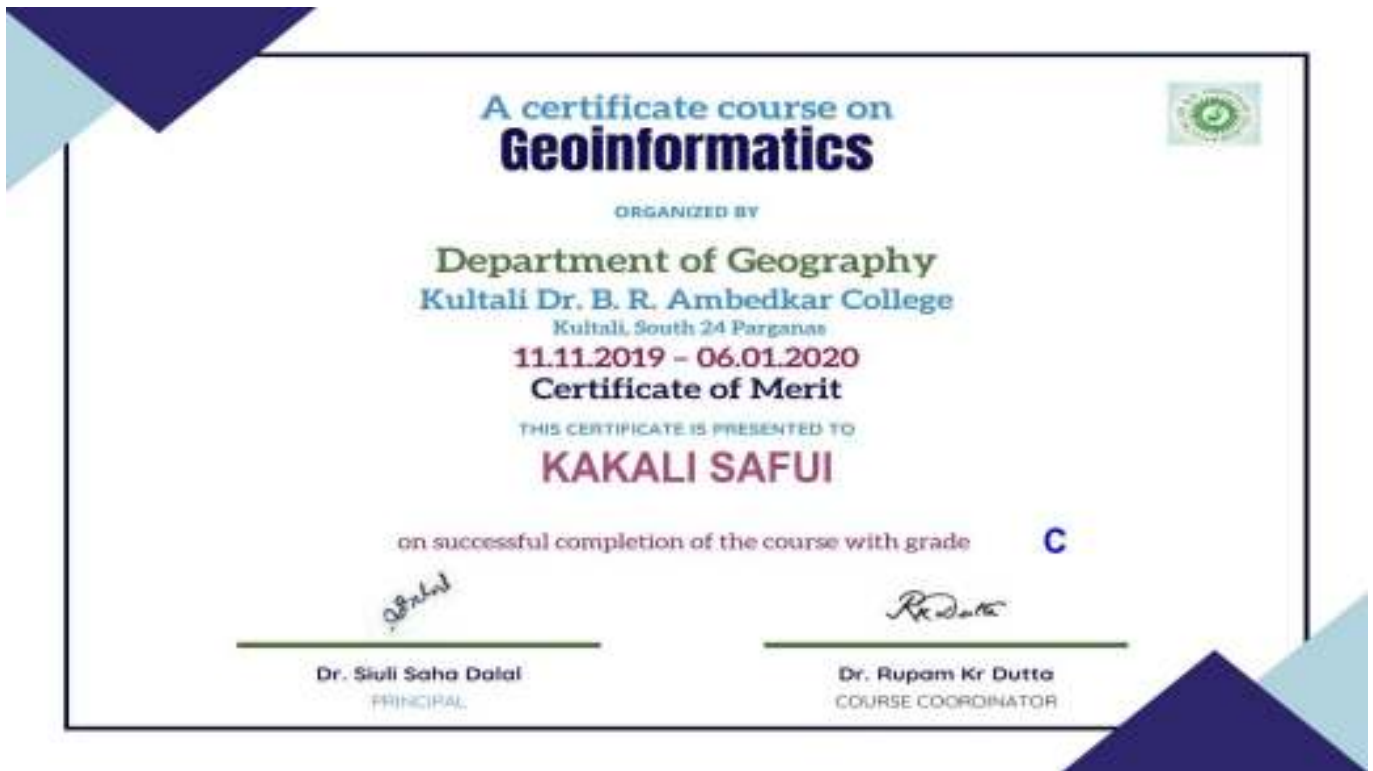 A certificate course on
Geoinformatics
ORGANIZED BY
Department of Geography
Kultali Dr. B. R. Ambedkar College
Kultali, South 24 Parganas
11.11.2019 – 06.01.2020
Certificate of Merit
THIS CERTIFICATE IS PRESENTED TO
KAKALI SAFUI
on successful completion of the course with grade C
RK Dutta
Dr. Siuli Saha Dalal
Dr. Rupam Kr Dutta
PRINCIPAL
COURSE COORDINATOR